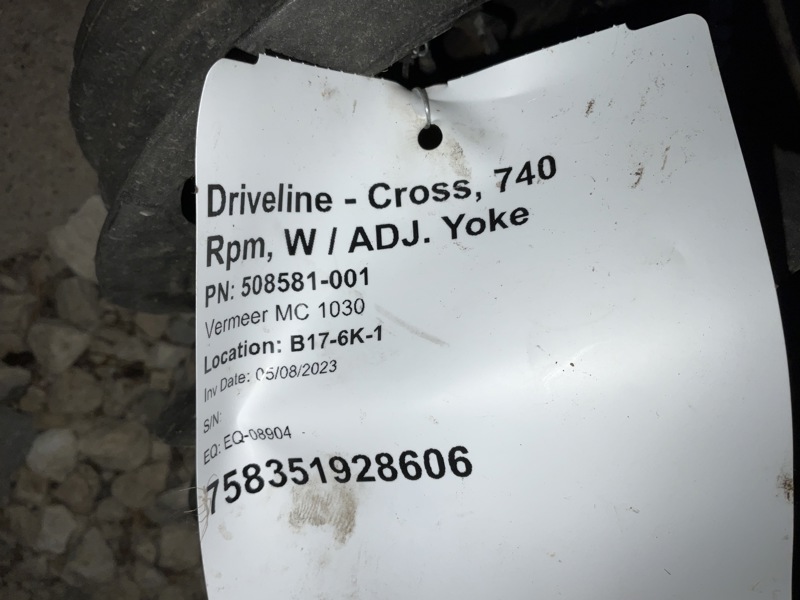 Driveline - Cross, 740
Rpm, W / ADJ. Yoke
PN: 508581-001
Vermeer MC 1030
Location: B17-6K-1
Inv Date: 05/08/2023
S/N:
EQ: EQ-08904
758351928606